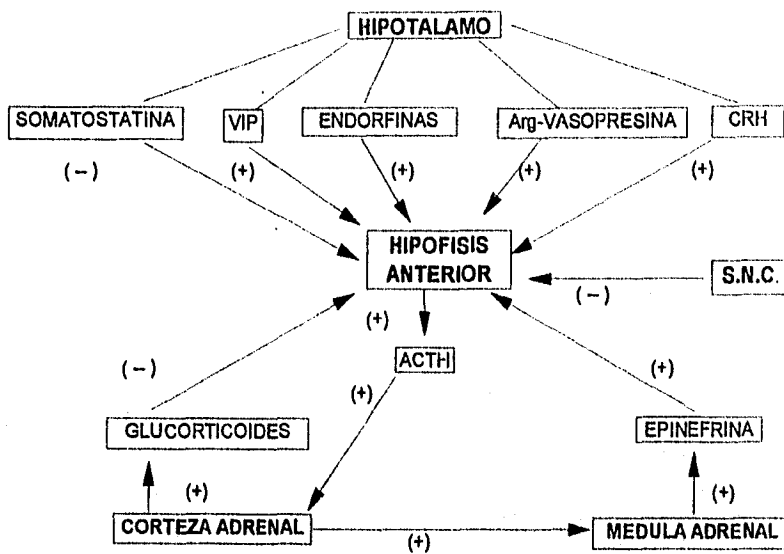 HIPOTALAMO
SOMATOSTATINA VIP ENDORFINAS Arg-VASOPRESINA CRH
(-) (+) (+) (+) (+)
HIPOFISIS
ANTERIOR
S.N.C.
(-)
(+)
ACTH
(-) (+) (+)
GLUCORTICOIDES EPINEFRINA
(+) (+)
CORTEZA ADRENAL MEDULA ADRENAL
(+)